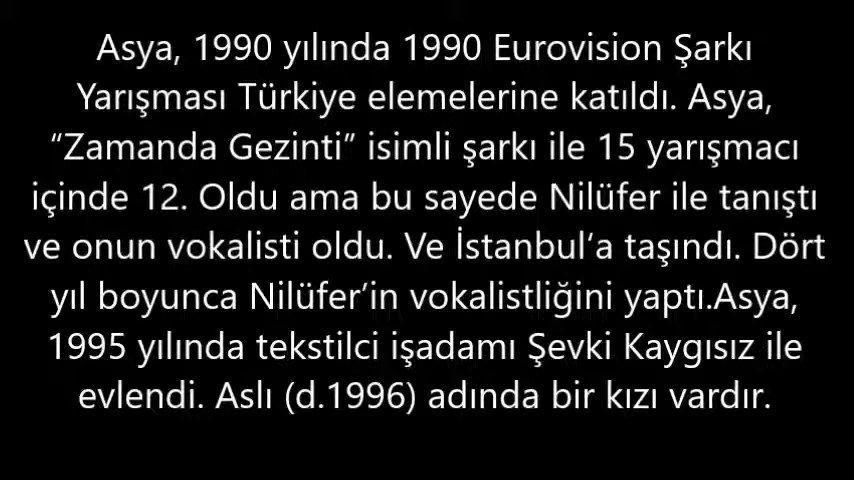 Asya, 1990 yılında 1990 Eurovision Şarkı
Yarışması Türkiye elemelerine katıldı. Asya,
“Zamanda Gezinti” isimli şarkı ile 15 yarışmacı
içinde 12. Oldu ama bu sayede Nilüfer ile tanıştı
ve onun vokalisti oldu. Ve İstanbul’a taşındı. Dört
yıl boyunca Nilüfer’in vokalistliğini yaptı.Asya,
1995 yılında tekstilci işadamı Şevki Kaygısız ile
evlendi. Aslı (d.1996) adında bir kızı vardır.